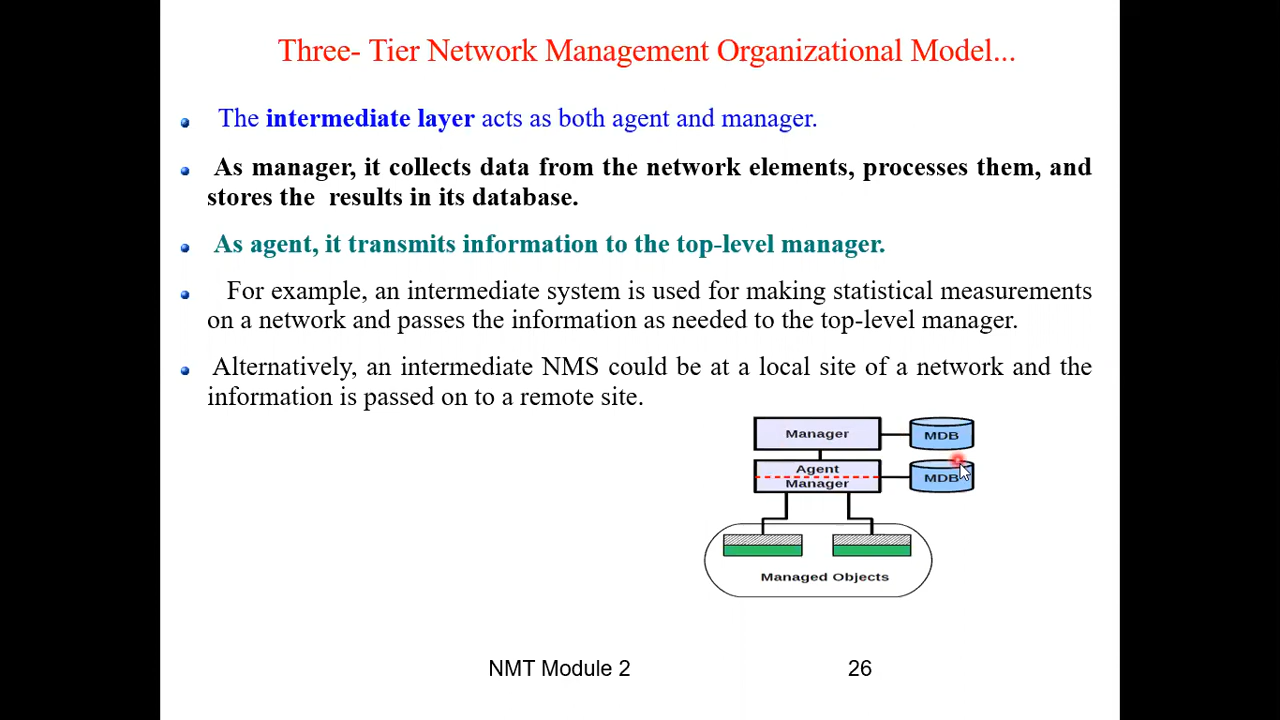 Three- Tier Network Management Organizational Model...
The intermediate layer acts as both agent and manager.
As manager, it collects data from the network elements, processes them, and
stores the results in its database.
As agent, it transmits information to the top-level manager.
For example, an intermediate system is used for making statistical measurements
on a network and passes the information as needed to the top-level manager.
Alternatively, an intermediate NMS could be at a local site of a network and the
information is passed on to a remote site.
Manager
MDB
Agent
Manager
MDB
Managed Objects
NMT Module 2
26